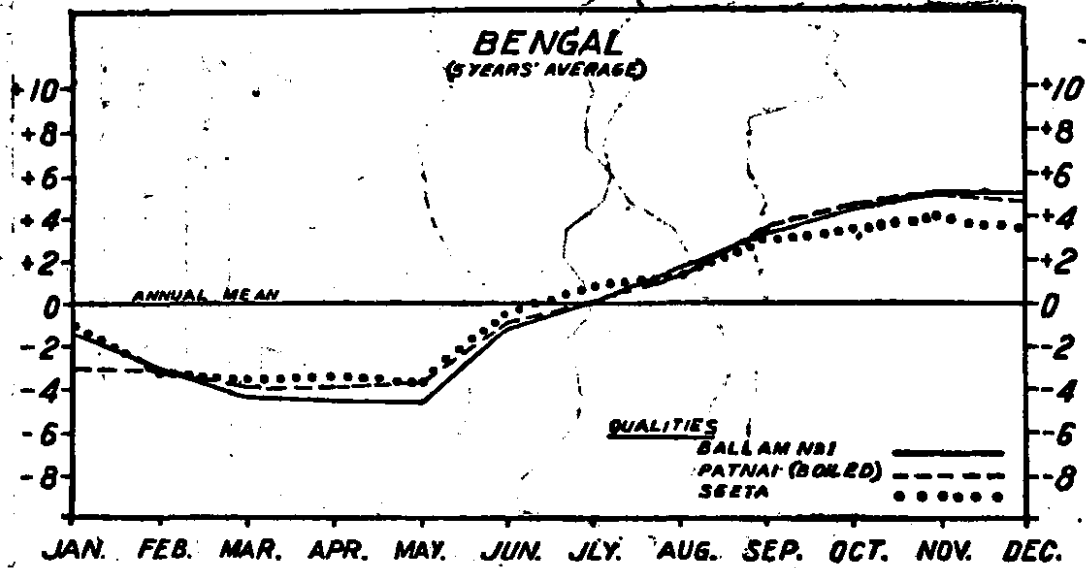 BENGAL
(5 YEARS' AVERAGE)
+10 +10
+8 +8
+6 +6
+4 +4
+2 +2
ANNUAL MEAN
0 0
-2 -2
-4 -4
-6 -6
-8 -8
QUALITIES
BALLAM No1
PATNAI (BOILED)
SEETA
JAN. FEB. MAR. APR. MAY. JUN. JLY. AUG. SEP. OCT. NOV. DEC.